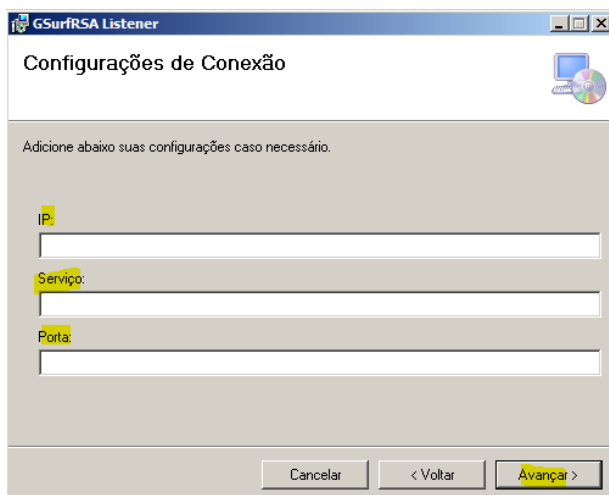 GSurfRSA Listener
Configurações de Conexão
Adicione abaixo suas configurações caso necessário.
IP:
Serviço:
Porta:
Cancelar
< Voltar
Avançar >